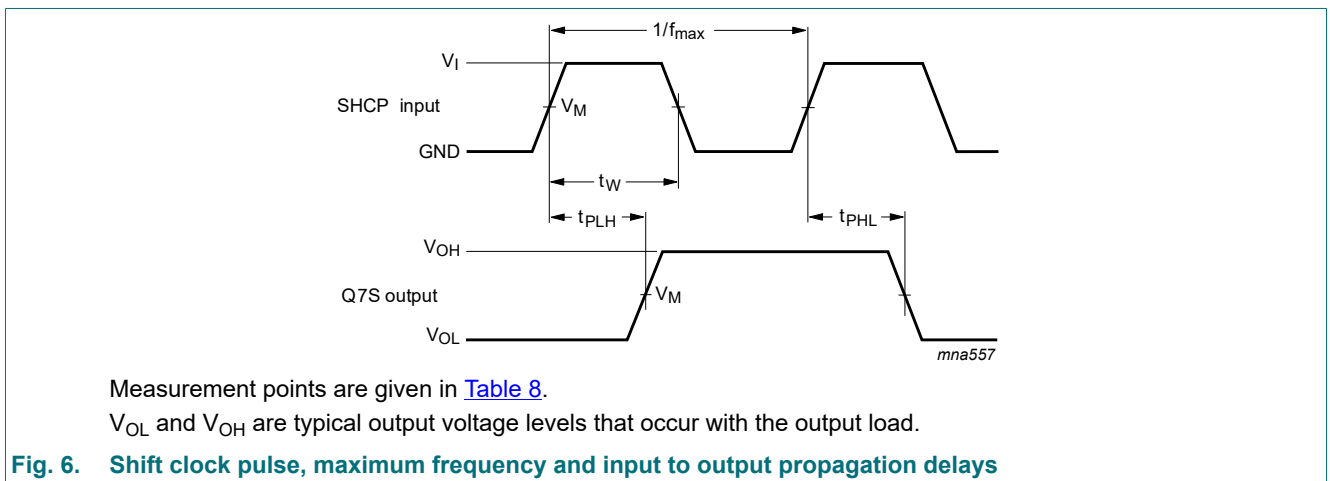 1/fmax
VI
SHCP input
VM
GND
tW
tPLH
tPHL
VOH
Q7S output
VM
VOL
mna557
Measurement points are given in Table 8.
VOL and VOH are typical output voltage levels that occur with the output load.
Fig. 6. Shift clock pulse, maximum frequency and input to output propagation delays